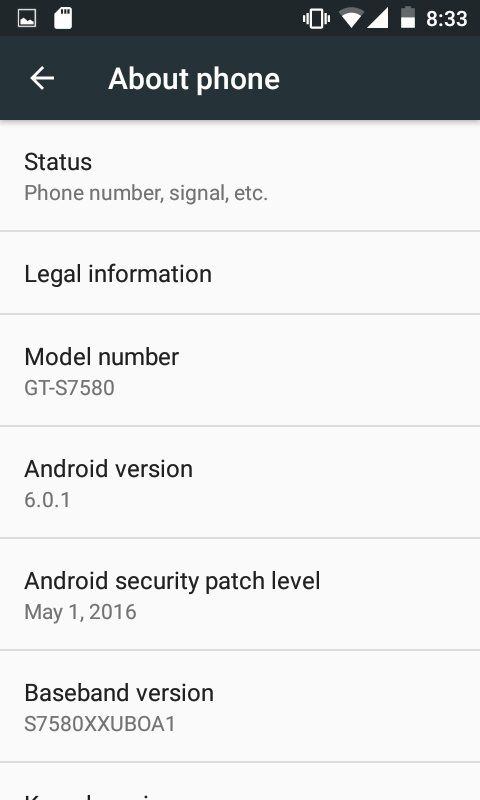 8:33
About phone
Status
Phone number, signal, etc.
Legal information
Model number
GT-S7580
Android version
6.0.1
Android security patch level
May 1, 2016
Baseband version
S7580XXUBOA1